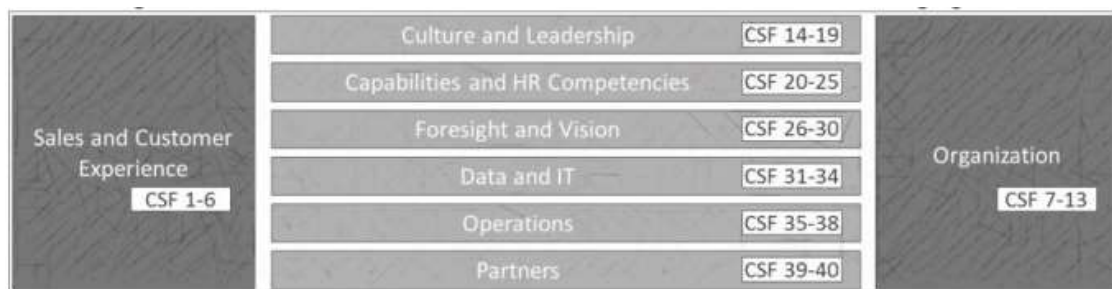 Sales and Customer
Experience
CSF 1-6
Culture and Leadership CSF 14-19
Capabilities and HR Competencies CSF 20-25
Foresight and Vision CSF 26-30
Data and IT CSF 31-34
Operations CSF 35-38
Partners CSF 39-40
Organization
CSF 7-13